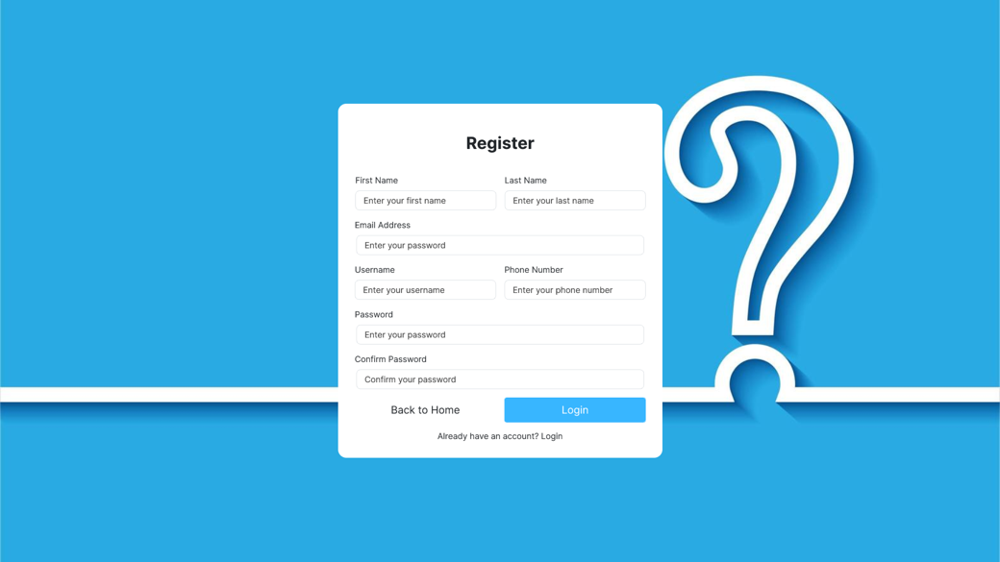 Register
First Name Last Name
Enter your first name Enter your last name
Email Address
Enter your password
Username Phone Number
Enter your username Enter your phone number
Password
Enter your password
Confirm Password
Confirm your password
Back to Home Login
Already have an account? Login